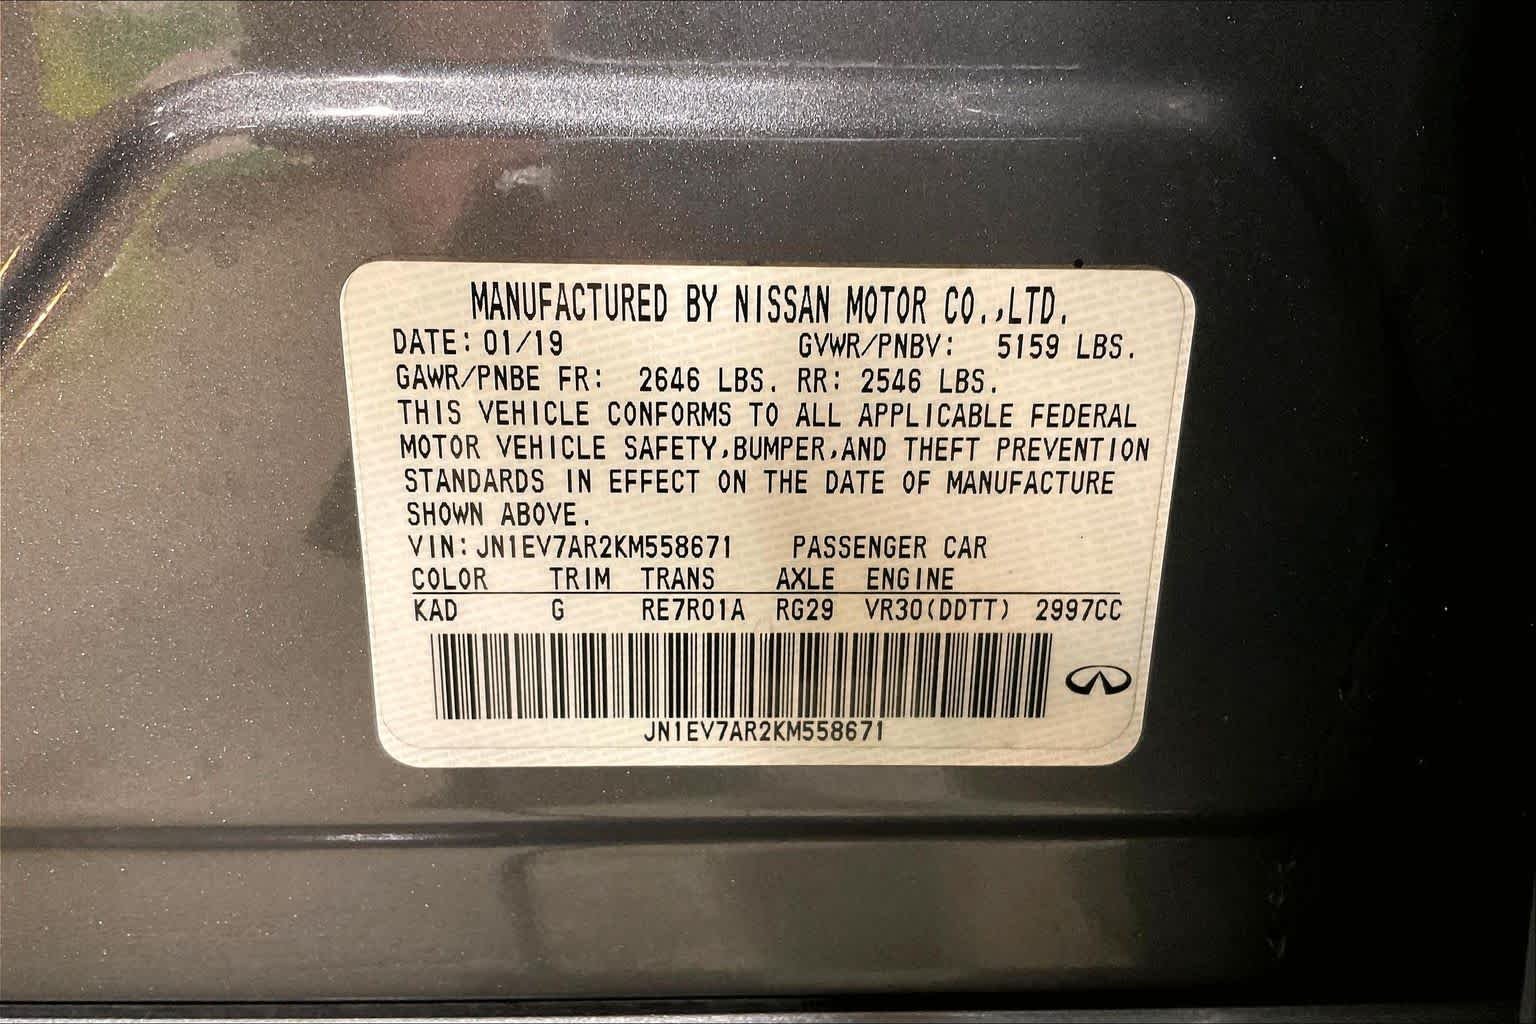 MANUFACTURED BY NISSAN MOTOR CO.,LTD.
DATE: 01/19 GVWR/PNBV: 5159 LBS.
GAWR/PNBE FR: 2646 LBS. RR: 2546 LBS.
THIS VEHICLE CONFORMS TO ALL APPLICABLE FEDERAL
MOTOR VEHICLE SAFETY,BUMPER,AND THEFT PREVENTION
STANDARDS IN EFFECT ON THE DATE OF MANUFACTURE
SHOWN ABOVE.
VIN: JN1EV7AR2KM558671 PASSENGER CAR
COLOR TRIM TRANS AXLE ENGINE
KAD G RE7R01A RG29 VR30(DDTT) 2997CC
JN1EV7AR2KM558671